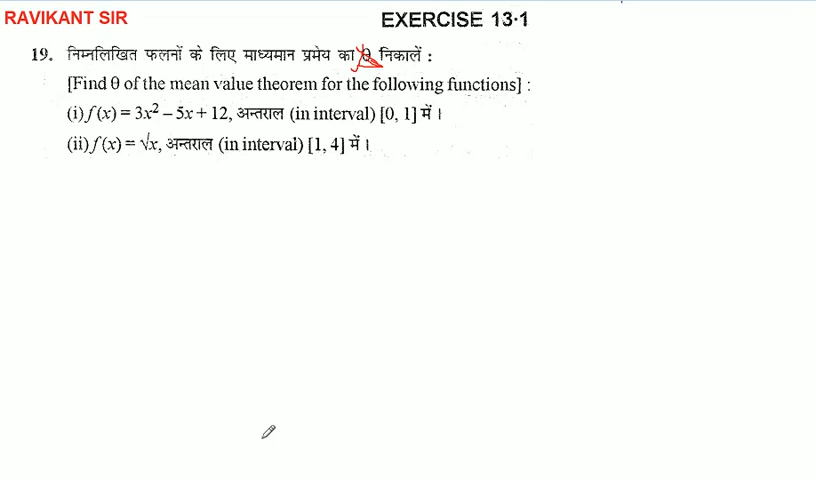 RAVIKANT SIR
EXERCISE 13·1
19. निम्नलिखित फलनों के लिए माध्यमान प्रमेय का θ निकालें :
[Find θ of the mean value theorem for the following functions] :
(i) f (x) = 3x² – 5x + 12, अन्तराल (in interval) [0, 1] में ।
(ii) f (x) = √x, अन्तराल (in interval) [1, 4] में ।